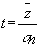 t = z̄ / σn